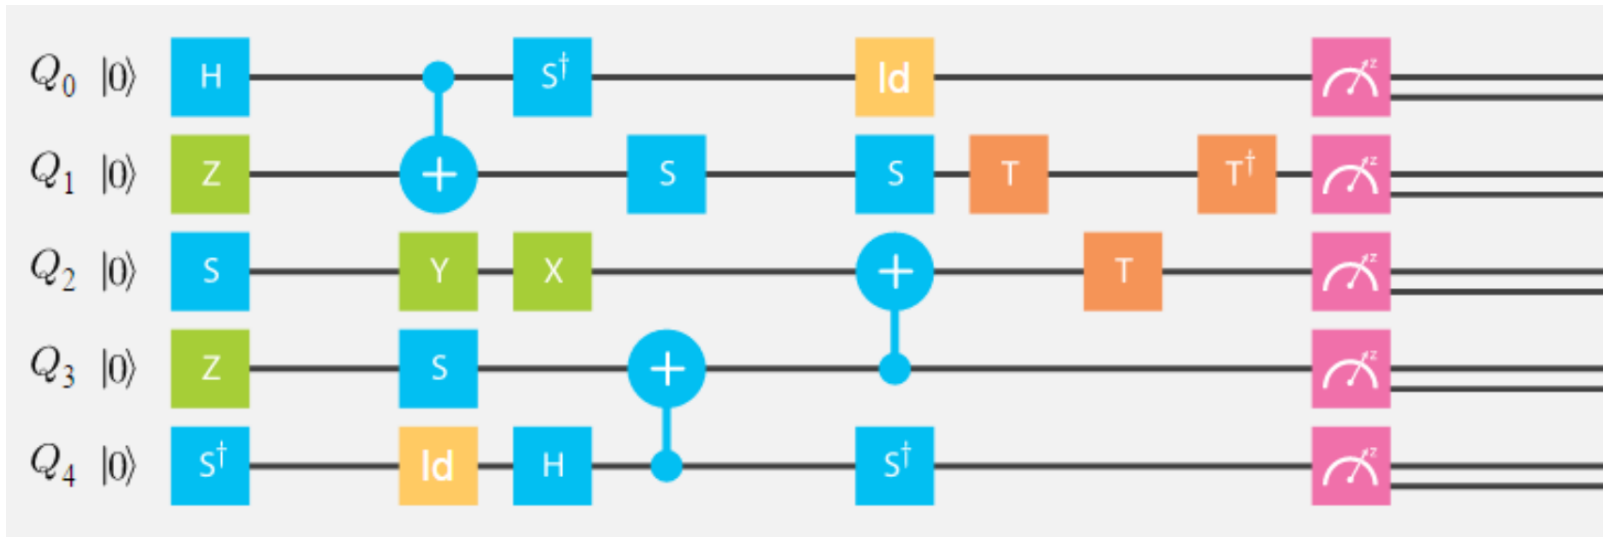 Q0 |0⟩ H S† Id z
Q1 |0⟩ Z + S S T T† z
Q2 |0⟩ S Y X + T z
Q3 |0⟩ Z S + z
Q4 |0⟩ S† Id H S† z